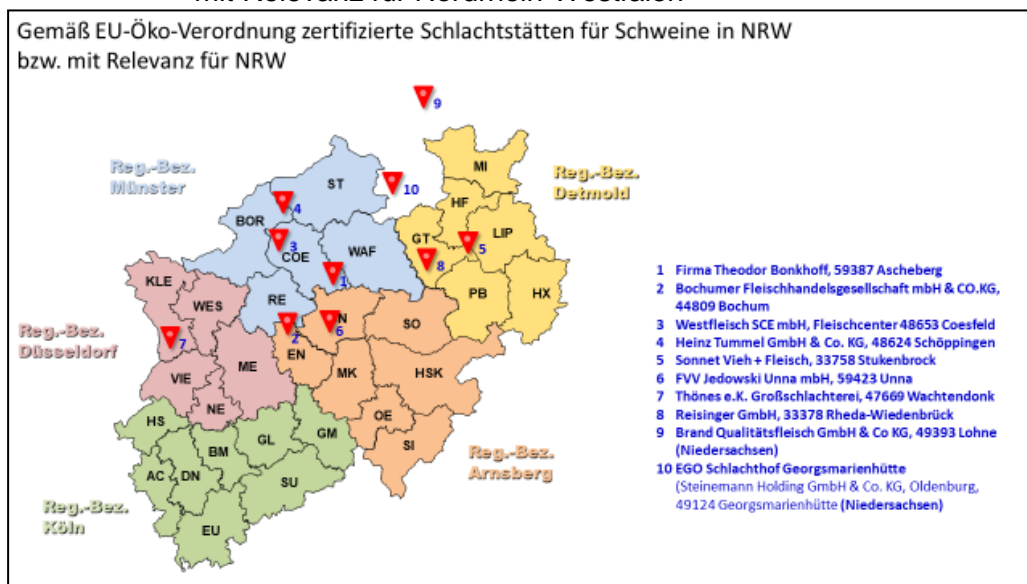 mit Relevanz für Nordrhein-Westfalen
Gemäß EU-Öko-Verordnung zertifizierte Schlachtstätten für Schweine in NRW
bzw. mit Relevanz für NRW
9
Reg.-Bez.
Münster
ST
10
MI
Reg.-Bez.
Detmold
4
HF
BOR
3
COE
WAF
GT
5
LIP
8
1
KLE
WES
RE
PB
HX
2
6
N
SO
Reg.-Bez.
Düsseldorf
7
EN
ME
MK
HSK
VIE
NE
HS
OE
GL
GM
BM
SI
Reg.-Bez.
Arnsberg
AC
DN
SU
Reg.-Bez.
Köln
EU
1 Firma Theodor Bonkhoff, 59387 Ascheberg
2 Bochumer Fleischhandelsgesellschaft mbH & CO.KG,
44809 Bochum
3 Westfleisch SCE mbH, Fleischcenter 48653 Coesfeld
4 Heinz Tummel GmbH & Co. KG, 48624 Schöppingen
5 Sonnet Vieh + Fleisch, 33758 Stukenbrock
6 FVV Jedowski Unna mbH, 59423 Unna
7 Thönes e.K. Großschlachterei, 47669 Wachtendonk
8 Reisinger GmbH, 33378 Rheda-Wiedenbrück
9 Brand Qualitätsfleisch GmbH & Co KG, 49393 Lohne
(Niedersachsen)
10 EGO Schlachthof Georgsmarienhütte
(Steinemann Holding GmbH & Co. KG, Oldenburg,
49124 Georgsmarienhütte (Niedersachsen)